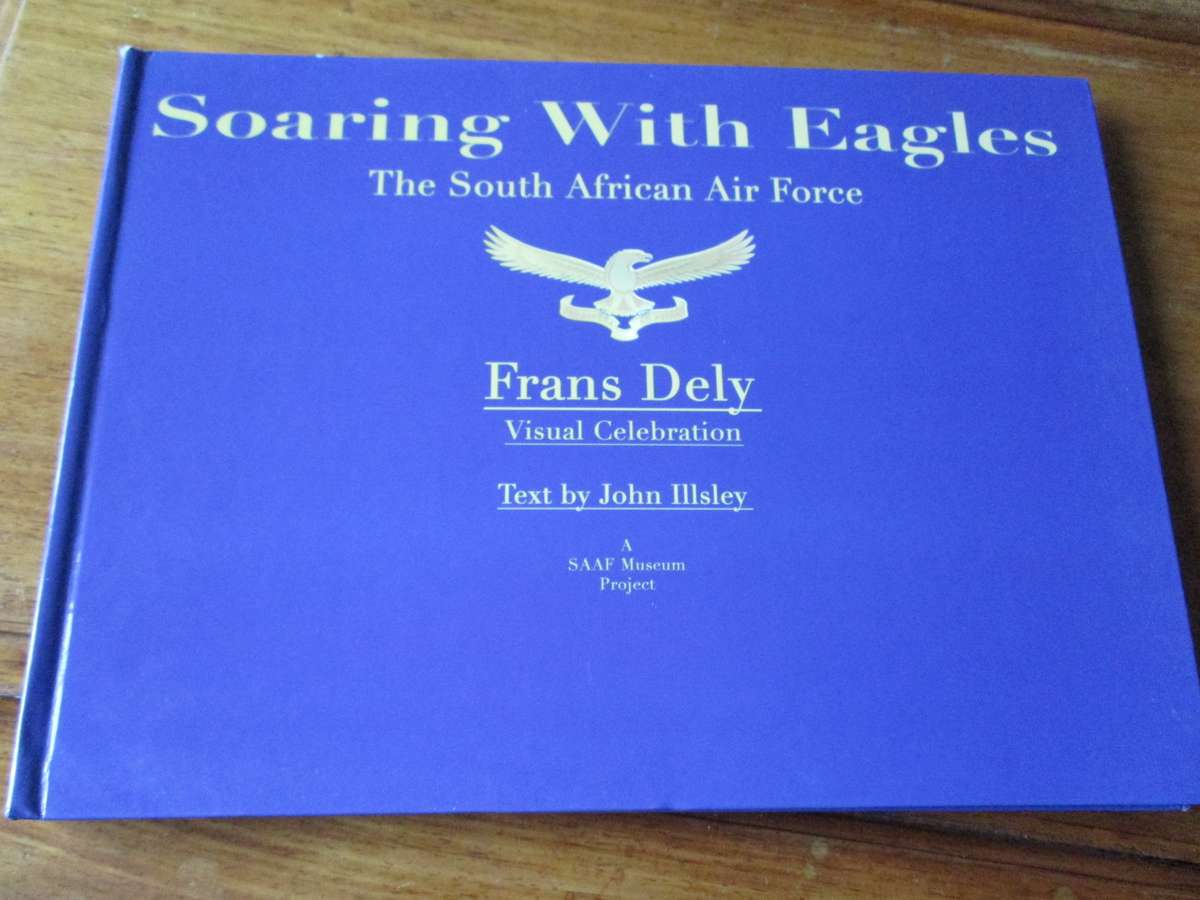 Soaring With Eagles
The South African Air Force
Frans Dely
Visual Celebration
Text by John Illsley
A
SAAF Museum
Project